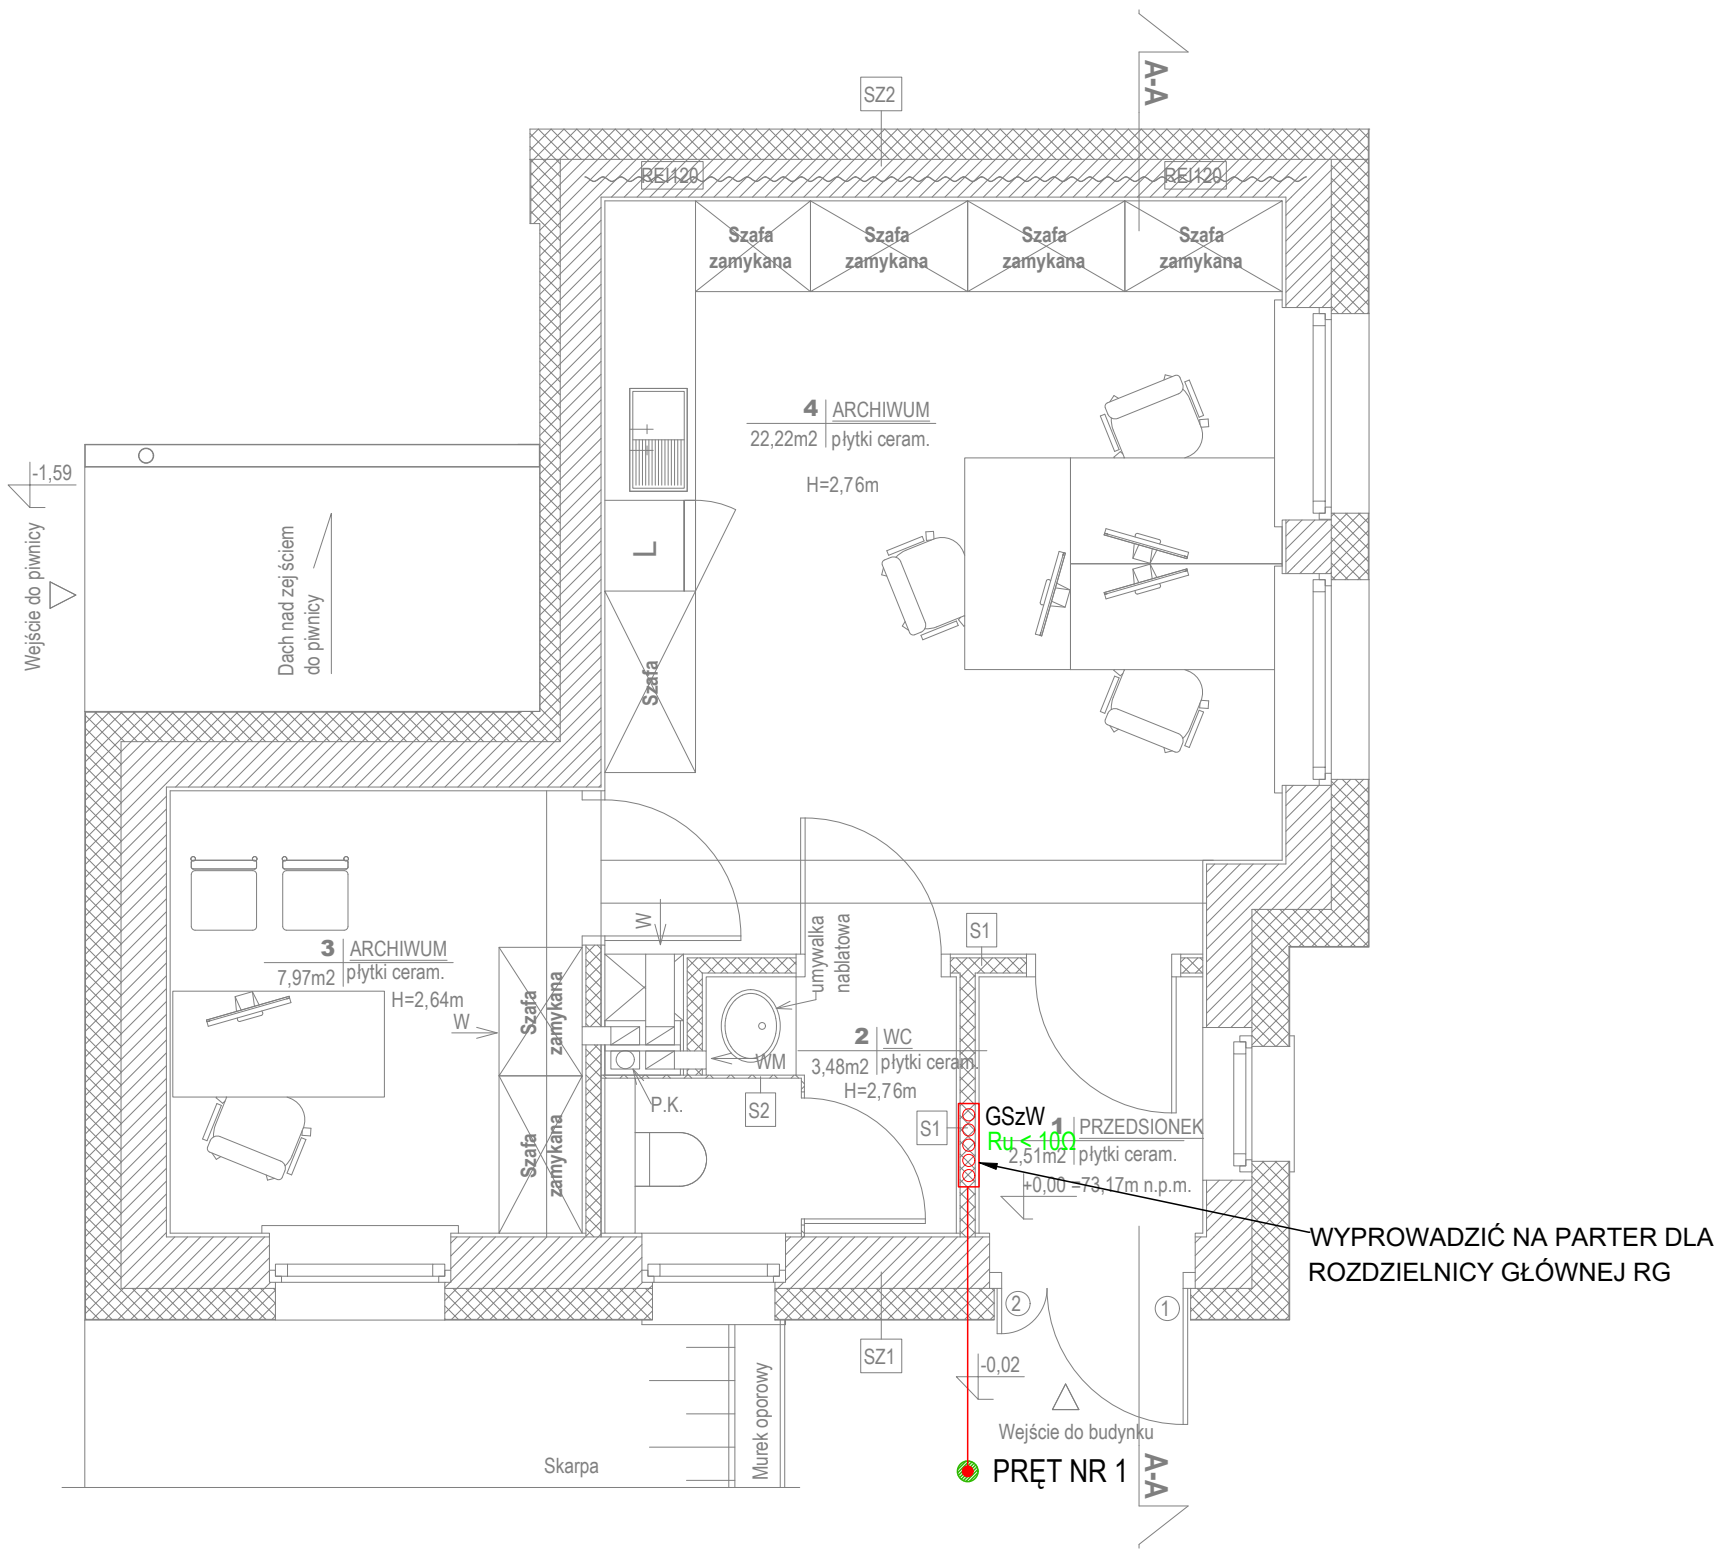 A-A
SZ2
REI120
REI120
Szafa
zamykana
Szafa
zamykana
Szafa
zamykana
Szafa
zamykana
4 ARCHIWUM
22,22m2 płytki ceram.
H=2,76m
-1,59
Wejście do piwnicy
Dach nad zej ściem
do piwnicy
L
Szafa
W
umywalka
nablatowa
S1
3 ARCHIWUM
7,97m2 płytki ceram.
H=2,64m
W
Szafa
zamykana
Szafa
zamykana
2 WC
3,48m2 płytki ceram.
H=2,76m
WM
P.K.
S2
S1
GSzW
Ru < 10Ω
1 PRZEDSIONEK
2,51m2 płytki ceram.
+0,00 =73,17m n.p.m.
WYPROWADZIĆ NA PARTER DLA
ROZDZIELNICY GŁÓWNEJ RG
2
1
SZ1
-0,02
Wejście do budynku
Murek oporowy
Skarpa
PRĘT NR 1
A-A